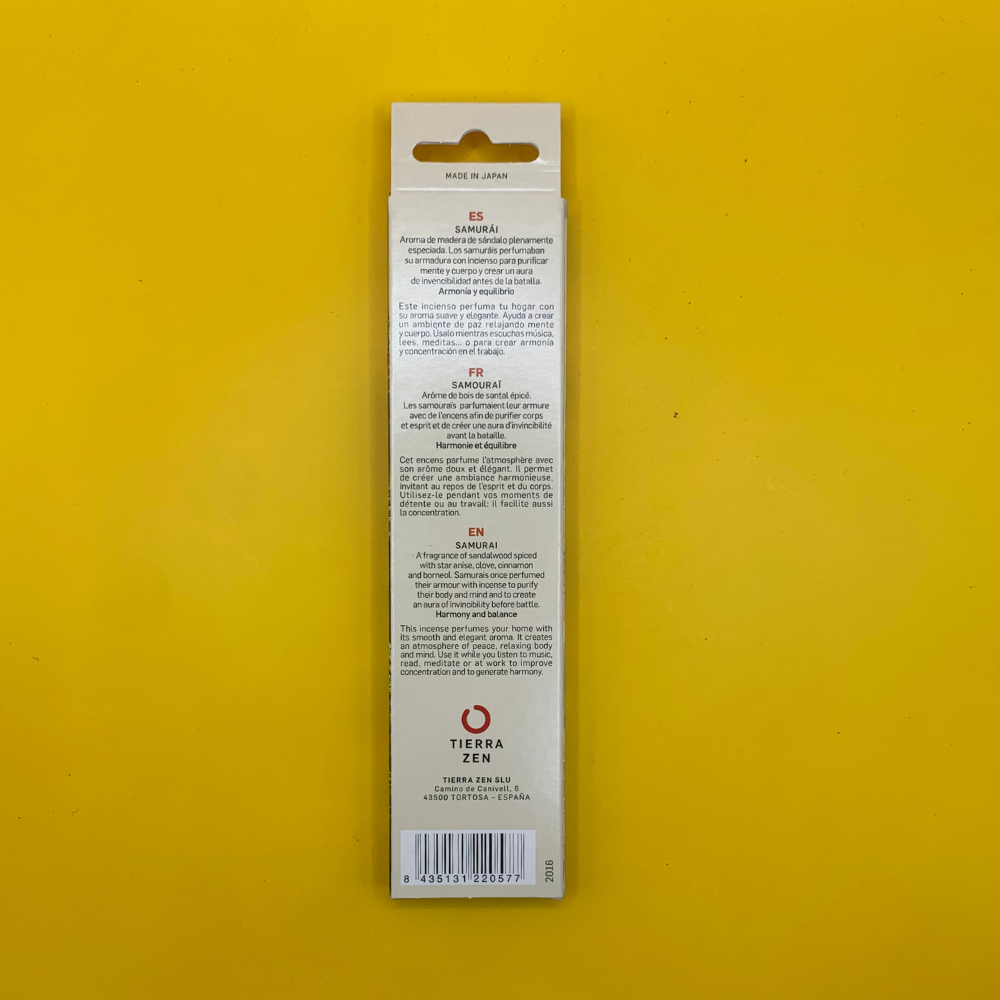 MADE IN JAPAN
ES
SAMURÁI
Aroma de madera de sándalo plenamente
especiada. Los samuráis perfumaban
su armadura con incienso para purificar
mente y cuerpo y crear un aura
de invencibilidad antes de la batalla.
Armonía y equilibrio
Este incienso perfuma tu hogar con
su aroma suave y elegante. Ayuda a crear
un ambiente de paz relajando mente
y cuerpo. Usalo mientras escuchas música,
lees, meditas... o para crear armonía
y concentración en el trabajo.
FR
SAMOURAÏ
Arôme de bois de santal épicé.
Les samouraïs parfumaient leur armure
avec de l'encens afin de purifier corps
et esprit et de créer une aura d'invincibilité
avant la bataille.
Harmonie et équilibre
Cet encens parfume l'atmosphère avec
son arôme doux et élégant. Il permet
de créer une ambiance harmonieuse,
invitant au repos de l'esprit et du corps.
Utilisez-le pendant vos moments de
détente ou au travail: il facilite aussi
la concentration.
EN
SAMURAI
A fragrance of sandalwood spiced
with star anise, clove, cinnamon
and borneol. Samurais once perfumed
their armour with incense to purify
their body and mind and to create
an aura of invincibility before battle.
Harmony and balance
This incense perfumes your home with
its smooth and elegant aroma. It creates
an atmosphere of peace, relaxing body
and mind. Use it while you listen to music,
read, meditate or at work to improve
concentration and to generate harmony.
TIERRA
ZEN
TIERRA ZEN SLU
Camino de Canivell, 6
43500 TORTOSA – ESPAÑA
8 435131 220577
2016